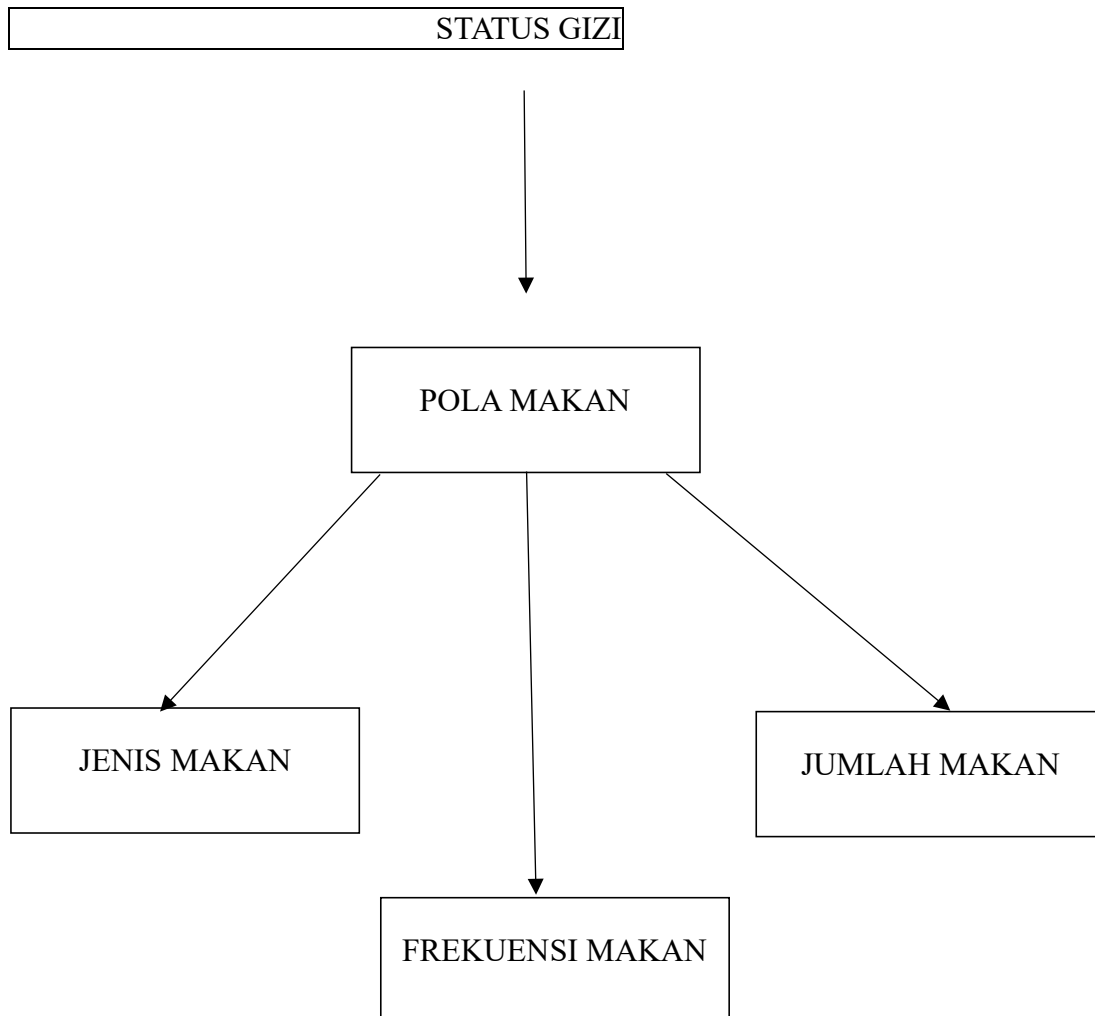 STATUS GIZI
POLA MAKAN
JENIS MAKAN
JUMLAH MAKAN
FREKUENSI MAKAN